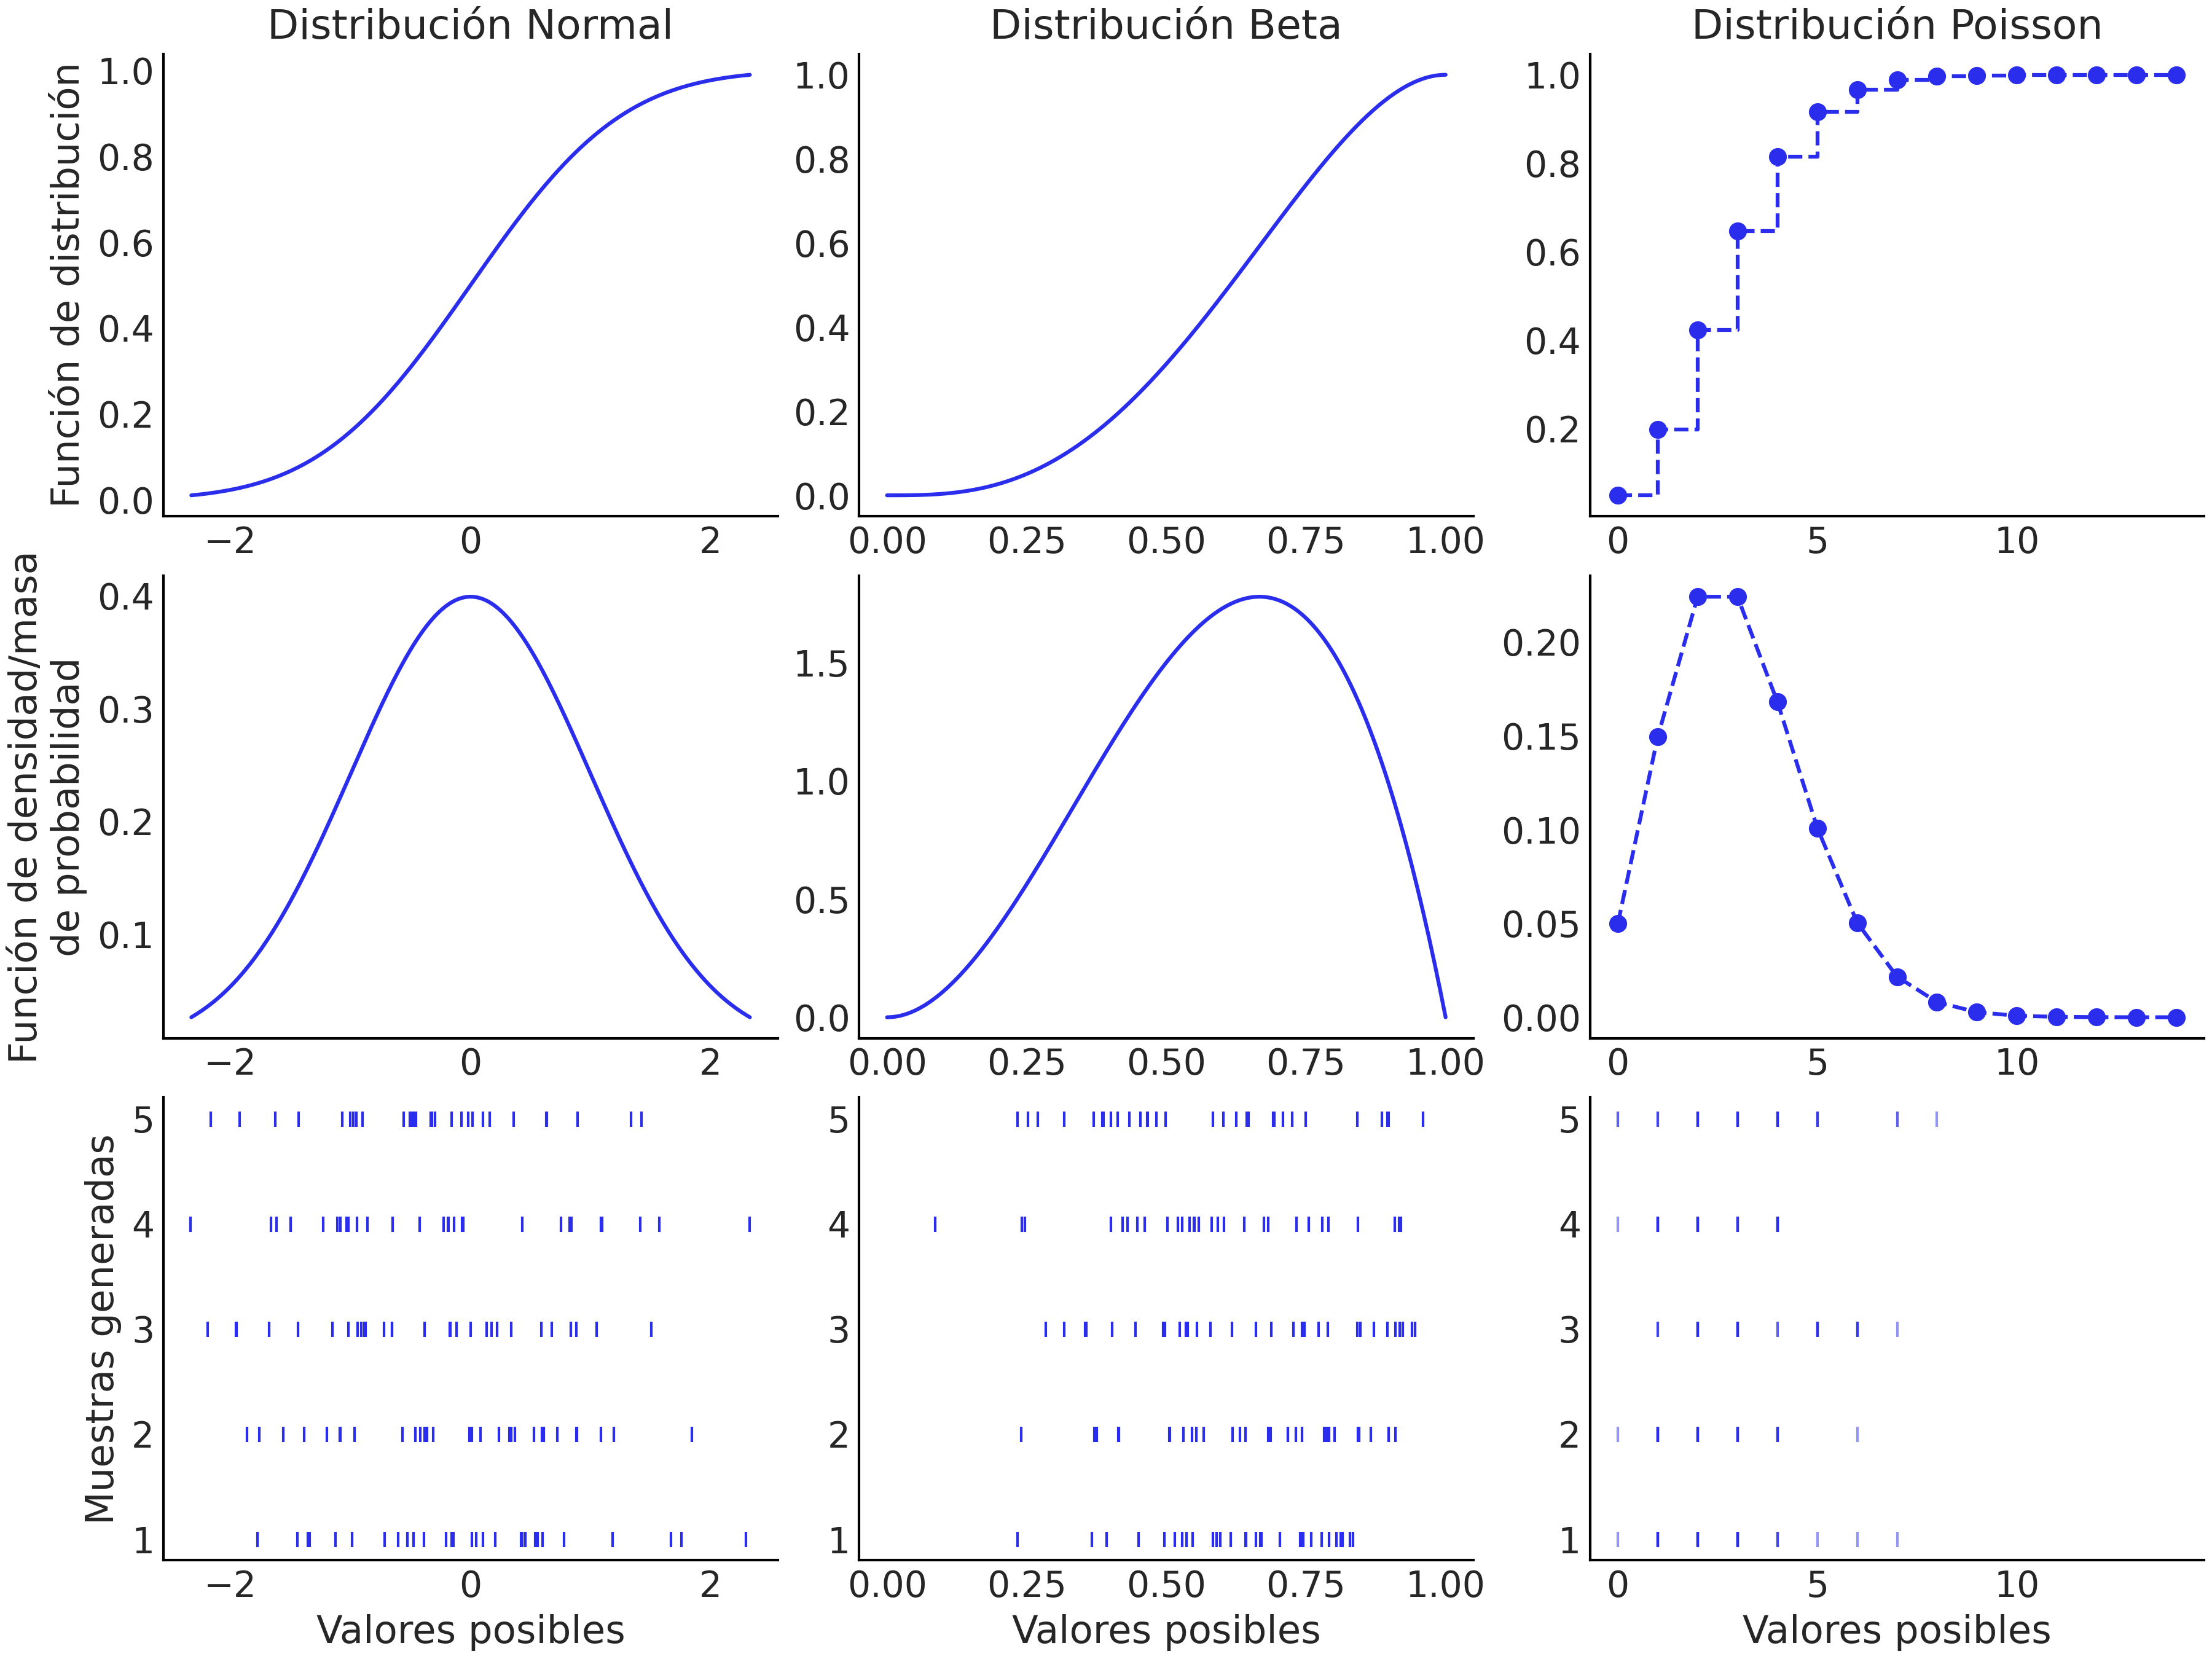 Distribución Normal
Distribución Beta
Distribución Poisson
Función de distribución
1.0
0.8
0.6
0.4
0.2
0.0
−2 0 2
1.0
0.8
0.6
0.4
0.2
0.0
0.00 0.25 0.50 0.75 1.00
1.0
0.8
0.6
0.4
0.2
0 5 10
Función de densidad/masa
de probabilidad
0.4
0.3
0.2
0.1
−2 0 2
1.5
1.0
0.5
0.0
0.00 0.25 0.50 0.75 1.00
0.20
0.15
0.10
0.05
0.00
0 5 10
Muestras generadas
5
4
3
2
1
−2 0 2
Valores posibles
5
4
3
2
1
0.00 0.25 0.50 0.75 1.00
Valores posibles
5
4
3
2
1
0 5 10
Valores posibles